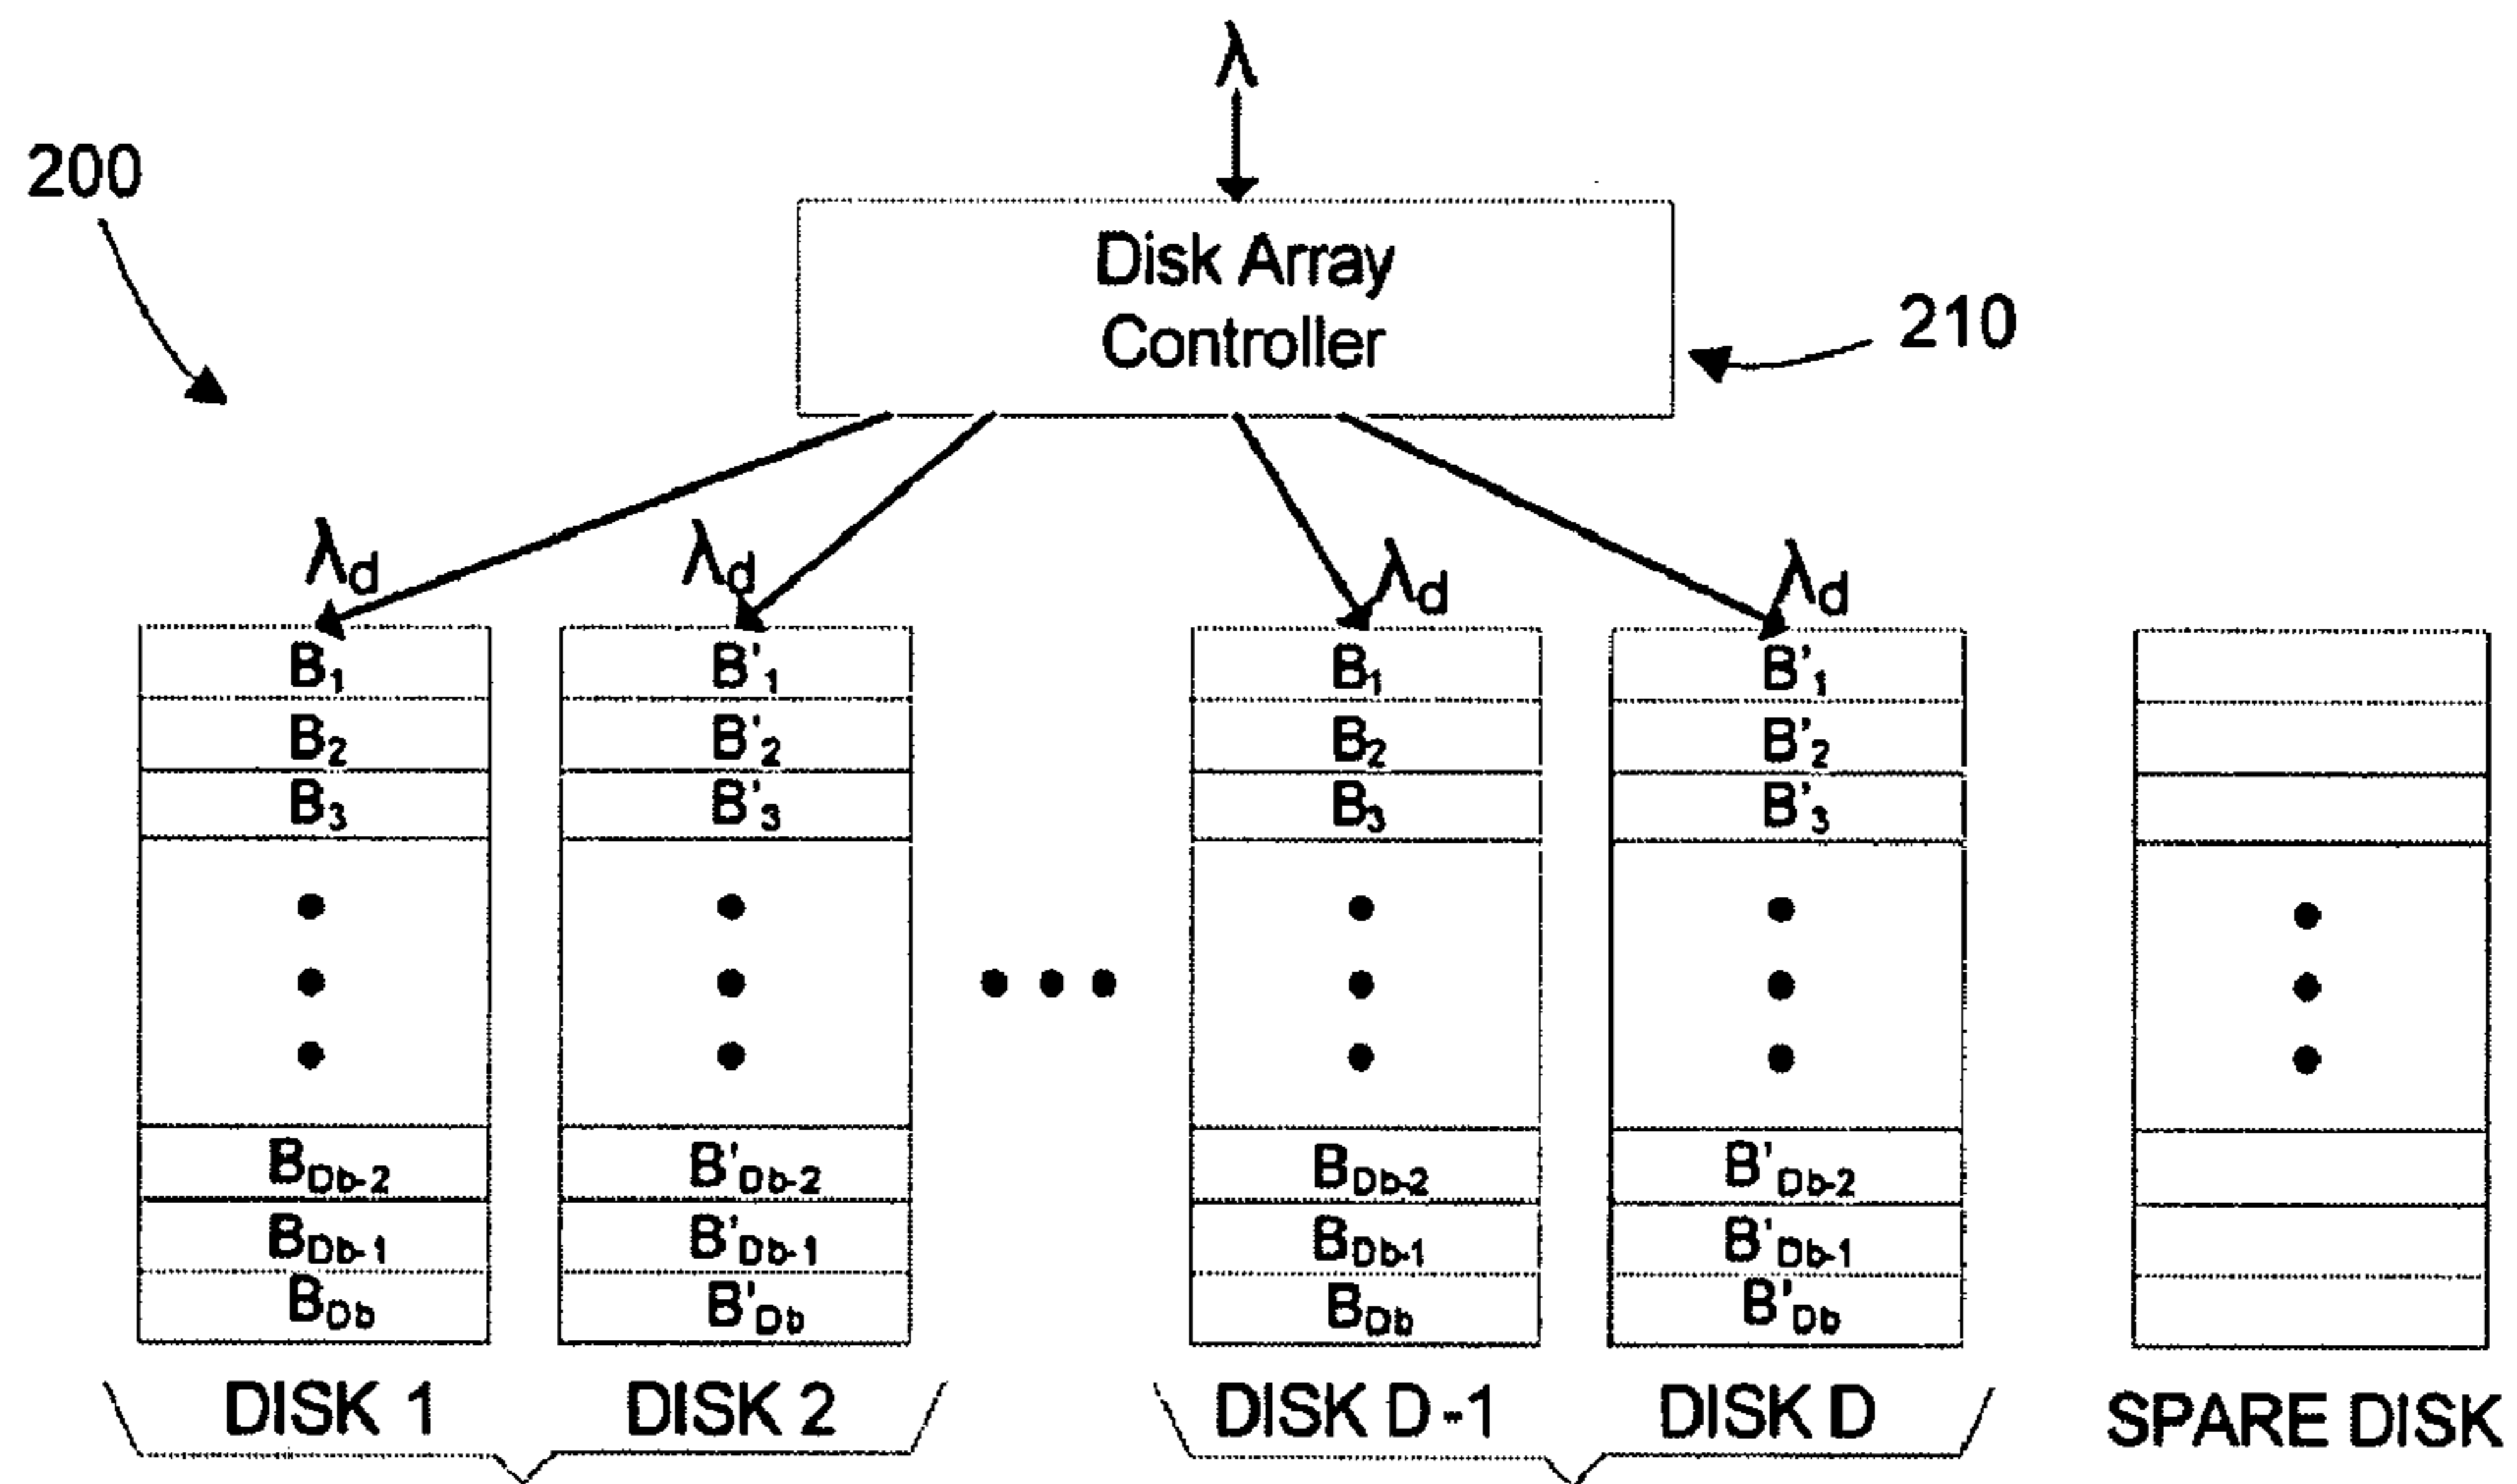 λ
200
Disk Array
Controller
210
λd λd λd λd
B1 B'1 B1 B'1
B2 B'2 B2 B'2
B3 B'3 B3 B'3
BDb-2 B'Db-2 BDb-2 B'Db-2
BDb-1 B'Db-1 BDb-1 B'Db-1
BDb B'Db BDb B'Db
DISK 1 DISK 2 DISK D-1 DISK D SPARE DISK